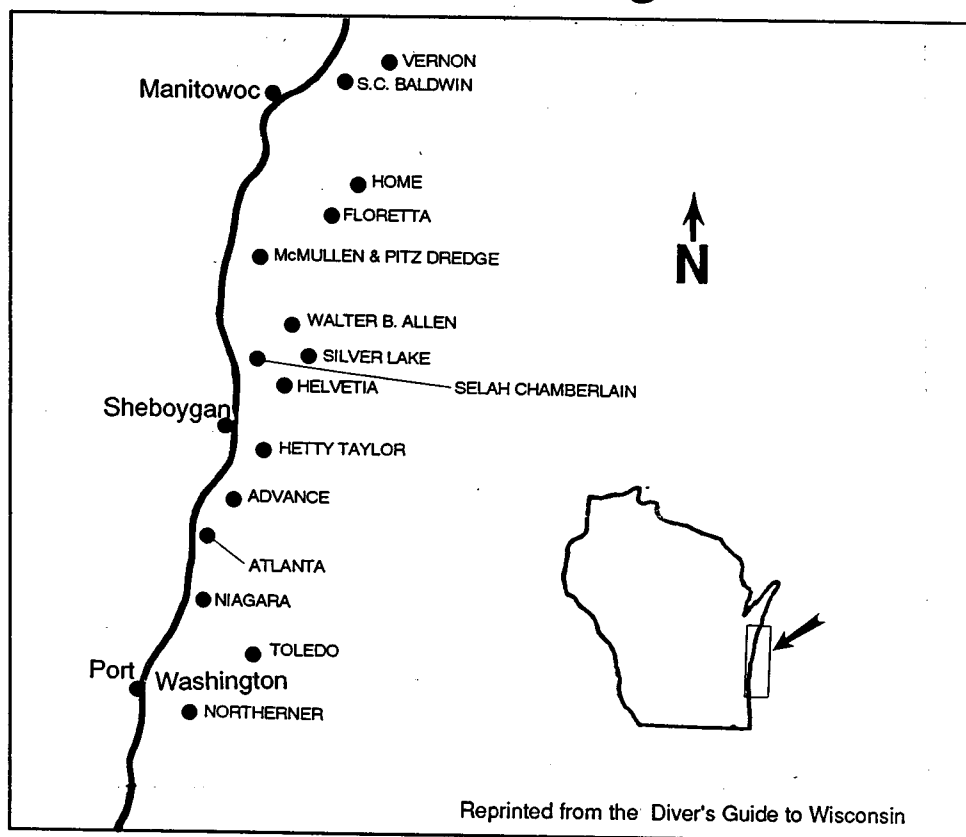 VERNON
S.C. BALDWIN
Manitowoc
HOME
FLORETTA
McMULLEN & PITZ DREDGE
N
WALTER B. ALLEN
SILVER LAKE
SELAH CHAMBERLAIN
HELVETIA
Sheboygan
HETTY TAYLOR
ADVANCE
ATLANTA
NIAGARA
TOLEDO
Port Washington
NORTHERNER
Reprinted from the Diver's Guide to Wisconsin